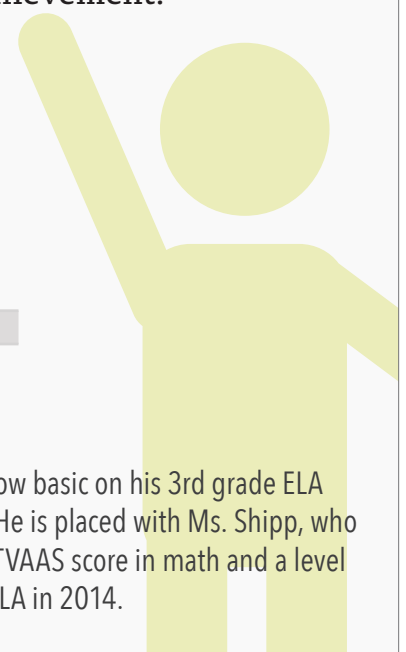 ow basic on his 3rd grade ELA
He is placed with Ms. Shipp, who
TVAAS score in math and a level
LA in 2014.